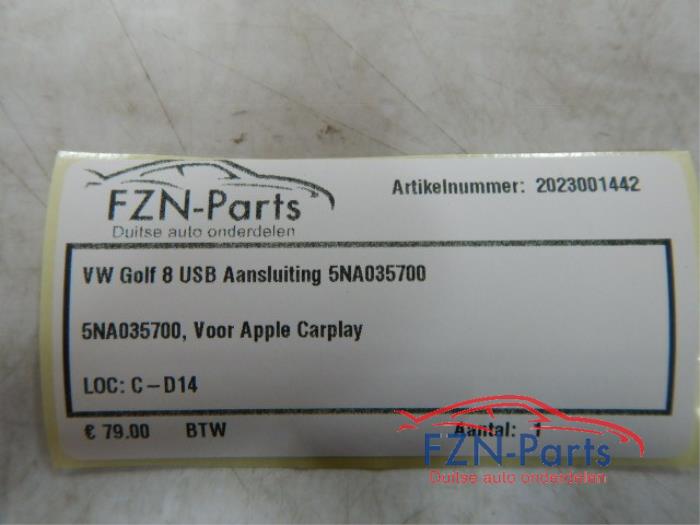 FZN-Parts
Duitse auto onderdelen
Artikelnummer: 2023001442
VW Golf 8 USB Aansluiting 5NA035700
5NA035700, Voor Apple Carplay
LOC: C-D14
€ 79.00 BTW Aantal: 1
FZN-Parts
Duitse auto onderdelen